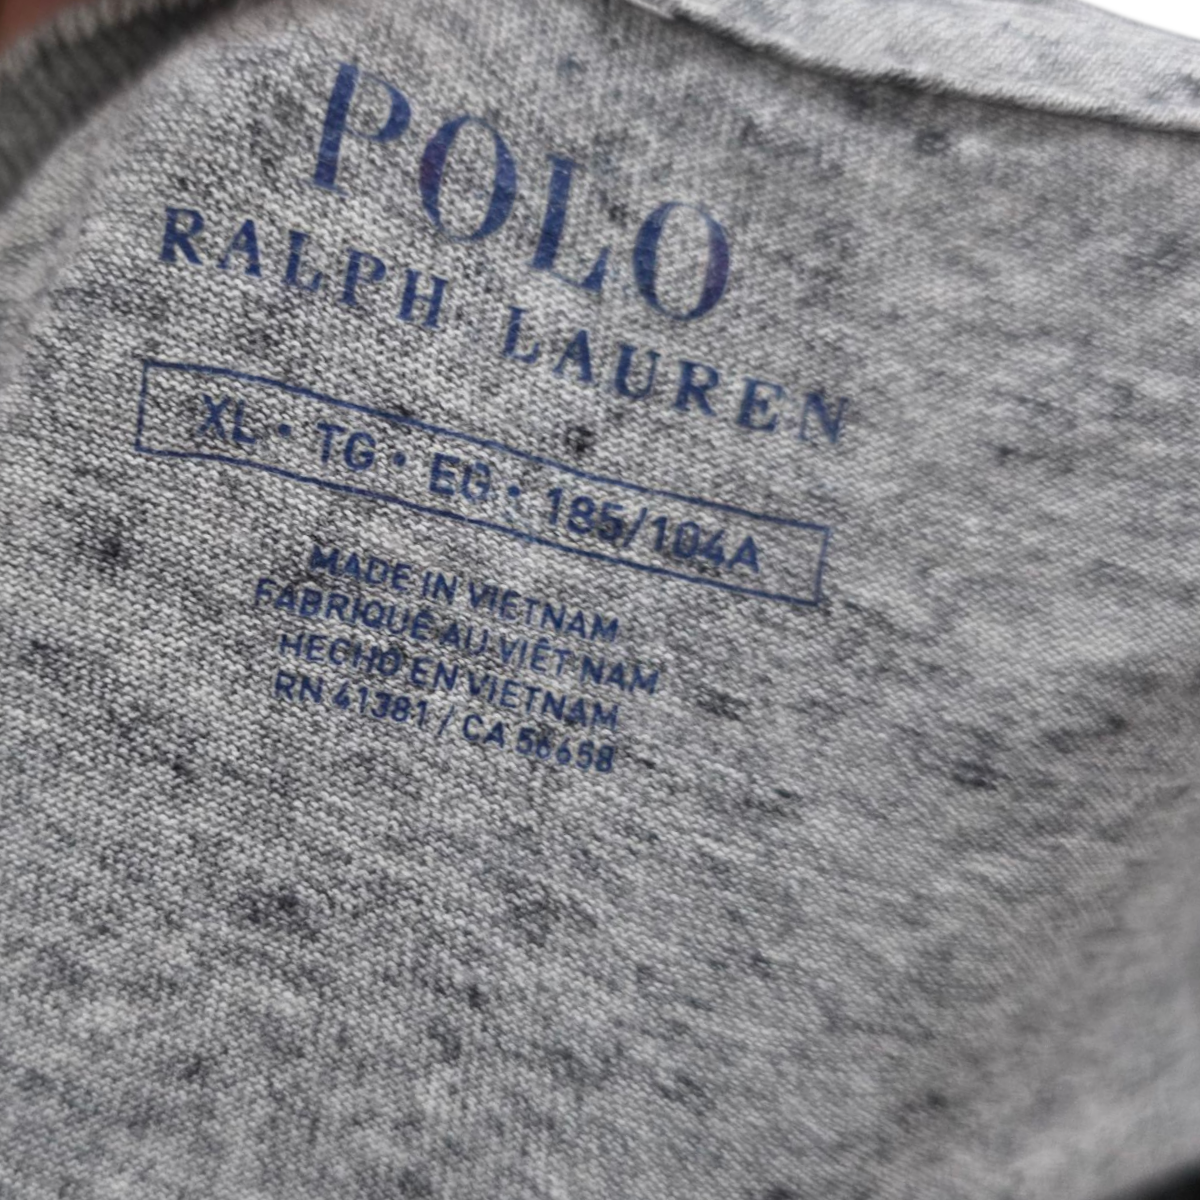 POLO
RALPH LAUREN
XL • TG • EG • 185/104A
MADE IN VIETNAM
FABRIQUÉ AU VIÊT NAM
HECHO EN VIETNAM
RN 41381 / CA 56658